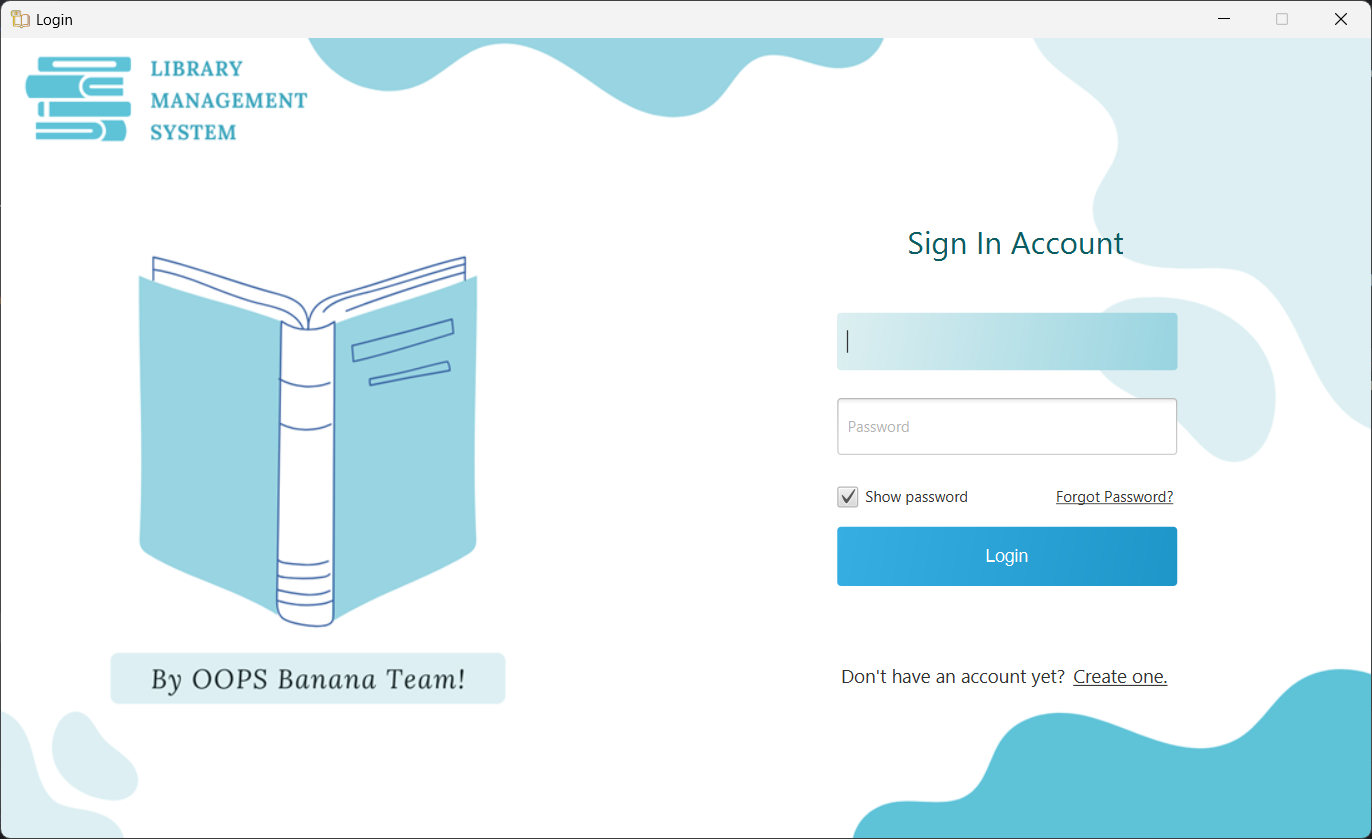 Login
LIBRARY
MANAGEMENT
SYSTEM
Sign In Account
Password
Show password
Forgot Password?
Login
By OOPS Banana Team!
Don't have an account yet? Create one.